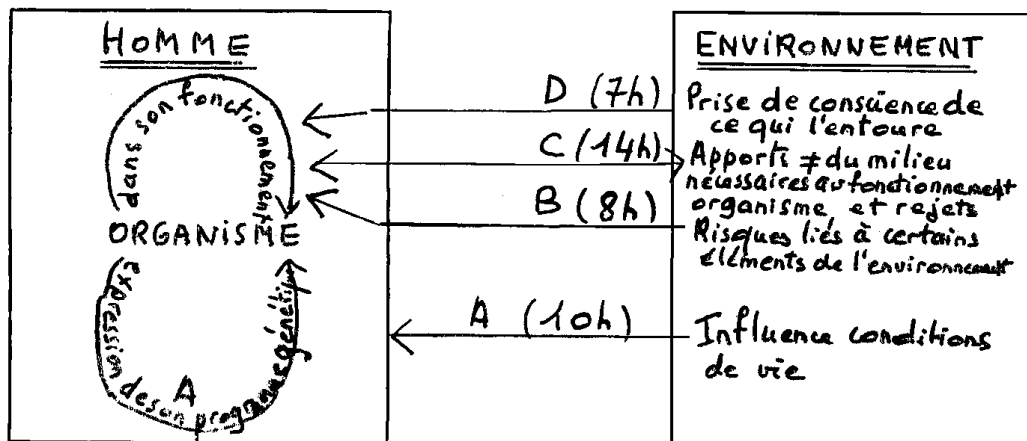 HOMME
dans son fonctionnement
ORGANISME
expression de son programme génétique
A
D (7h)
C (14h)
B (8h)
A (10h)
ENVIRONNEMENT
Prise de conscience de
ce qui l'entoure
Apports ≠ du milieu
nécessaires au fonctionnement
organisme, et rejets
Risques liés à certains
éléments de l'environnement
Influence conditions
de vie